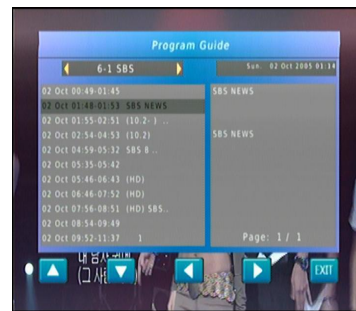 Program Guide
6-1 SBS
Sun. 02 Oct 2005 01:14
02 Oct 00:49-01:45
02 Oct 01:48-01:53 SBS NEWS
02 Oct 01:55-02:51 (10.2- ) ..
02 Oct 02:54-04:53 (10.2)
02 Oct 04:59-05:32 SBS 8 ..
02 Oct 05:35-05:42
02 Oct 05:46-06:43 (HD)
02 Oct 06:46-07:52 (HD)
02 Oct 07:56-08:51 (HD) SBS..
02 Oct 08:54-09:49
02 Oct 09:52-11:37 1
SBS NEWS
SBS NEWS
Page: 1/ 1
(그
EXIT